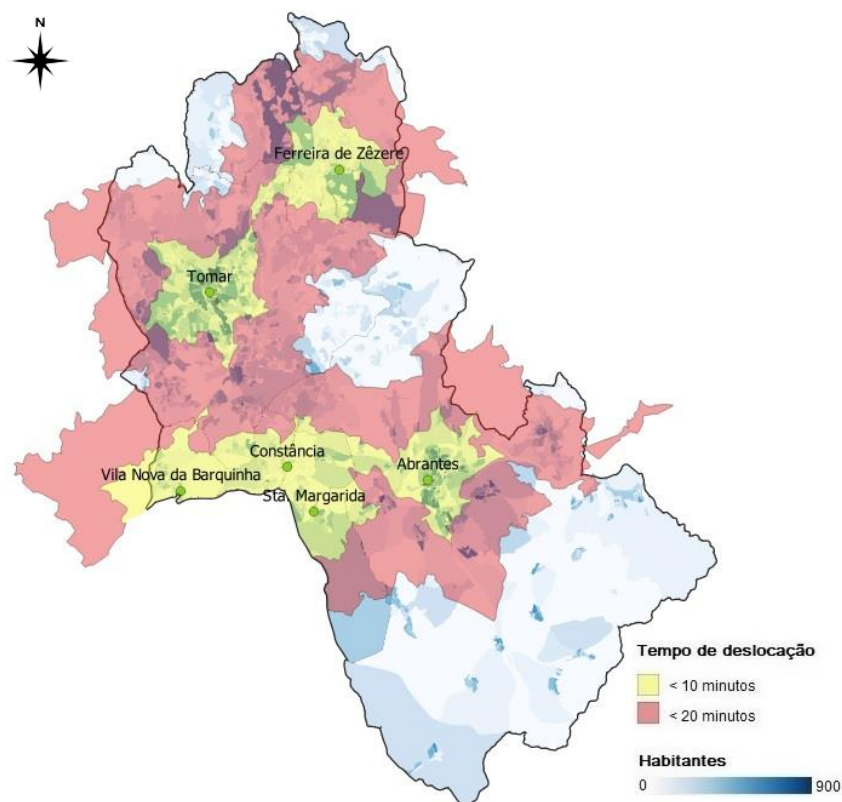 N
Ferreira de Zêzere
Tomar
Constância
Abrantes
Vila Nova da Barquinha
Sta. Margarida
Tempo de deslocação
< 10 minutos
< 20 minutos
Habitantes
0 900